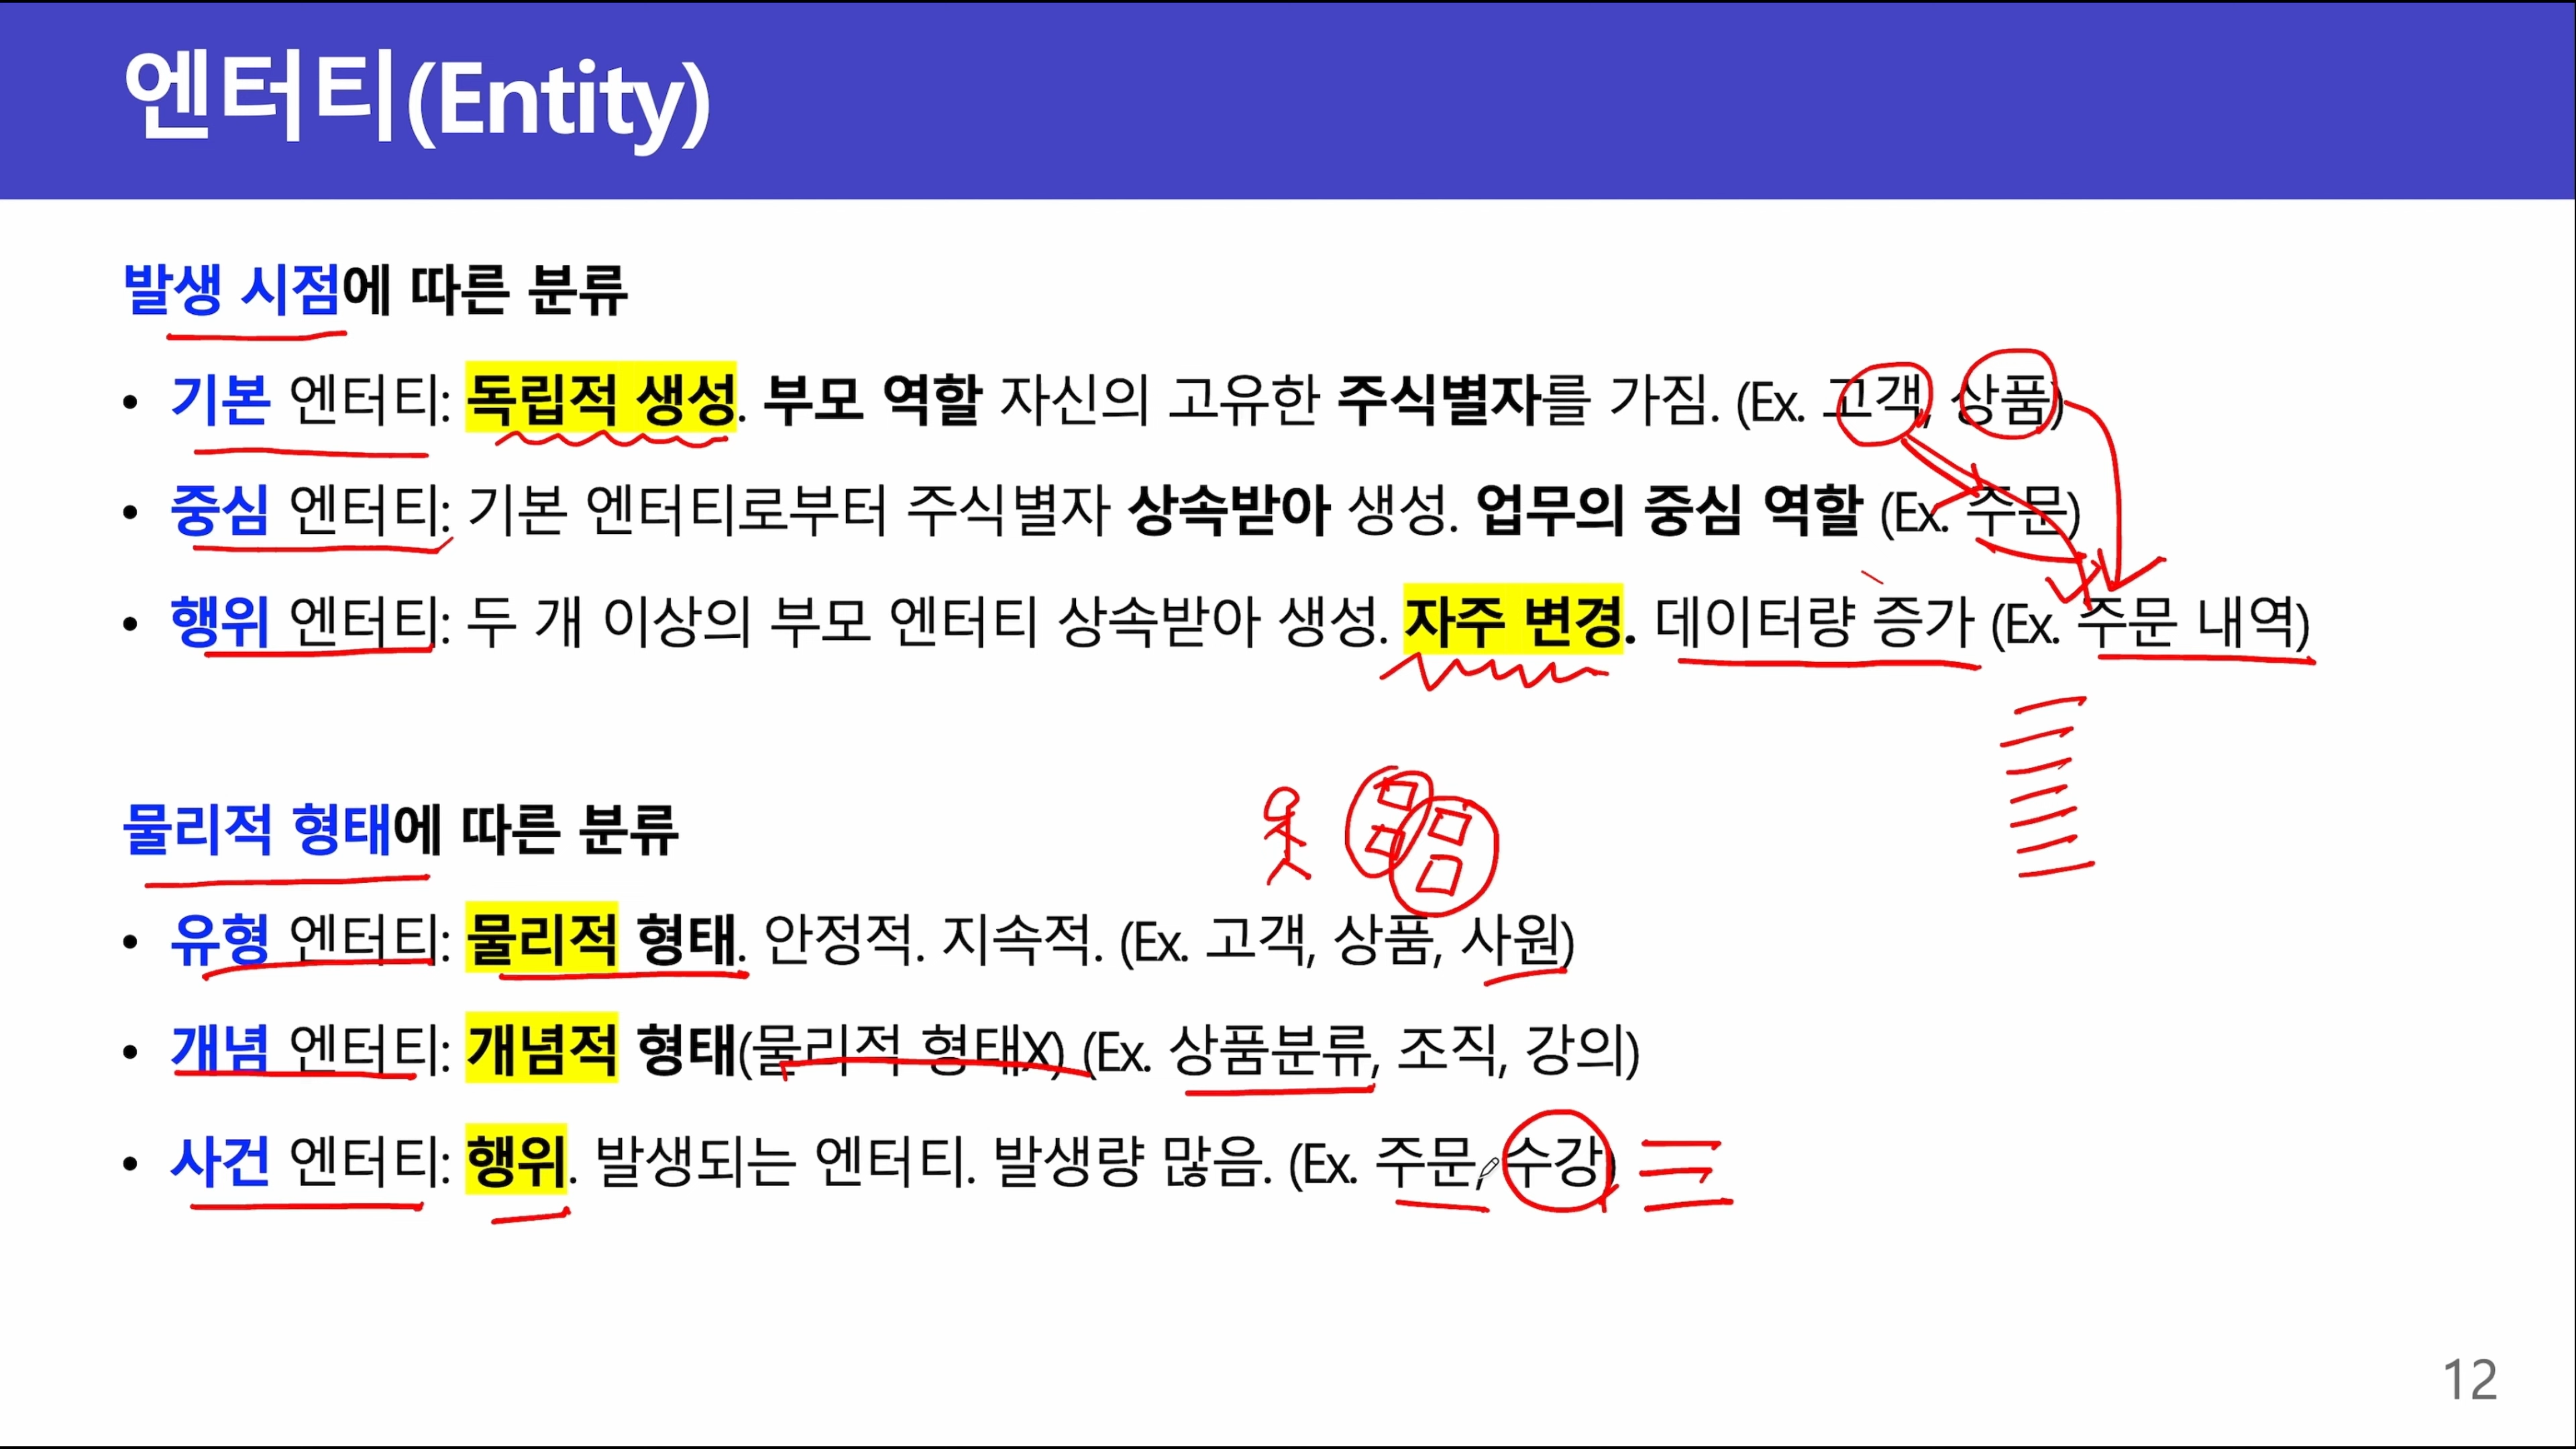 엔터티(Entity)
발생 시점에 따른 분류
• 기본 엔터티: 독립적 생성. 부모 역할 자신의 고유한 주식별자를 가짐. (Ex. 고객, 상품)
• 중심 엔터티: 기본 엔터티로부터 주식별자 상속받아 생성. 업무의 중심 역할 (Ex. 주문)
• 행위 엔터티: 두 개 이상의 부모 엔터티 상속받아 생성. 자주 변경. 데이터량 증가 (Ex. 주문 내역)
물리적 형태에 따른 분류
• 유형 엔터티: 물리적 형태. 안정적. 지속적. (Ex. 고객, 상품, 사원)
• 개념 엔터티: 개념적 형태(물리적 형태X) (Ex. 상품분류, 조직, 강의)
• 사건 엔터티: 행위. 발생되는 엔터티. 발생량 많음. (Ex. 주문, 수강)
12